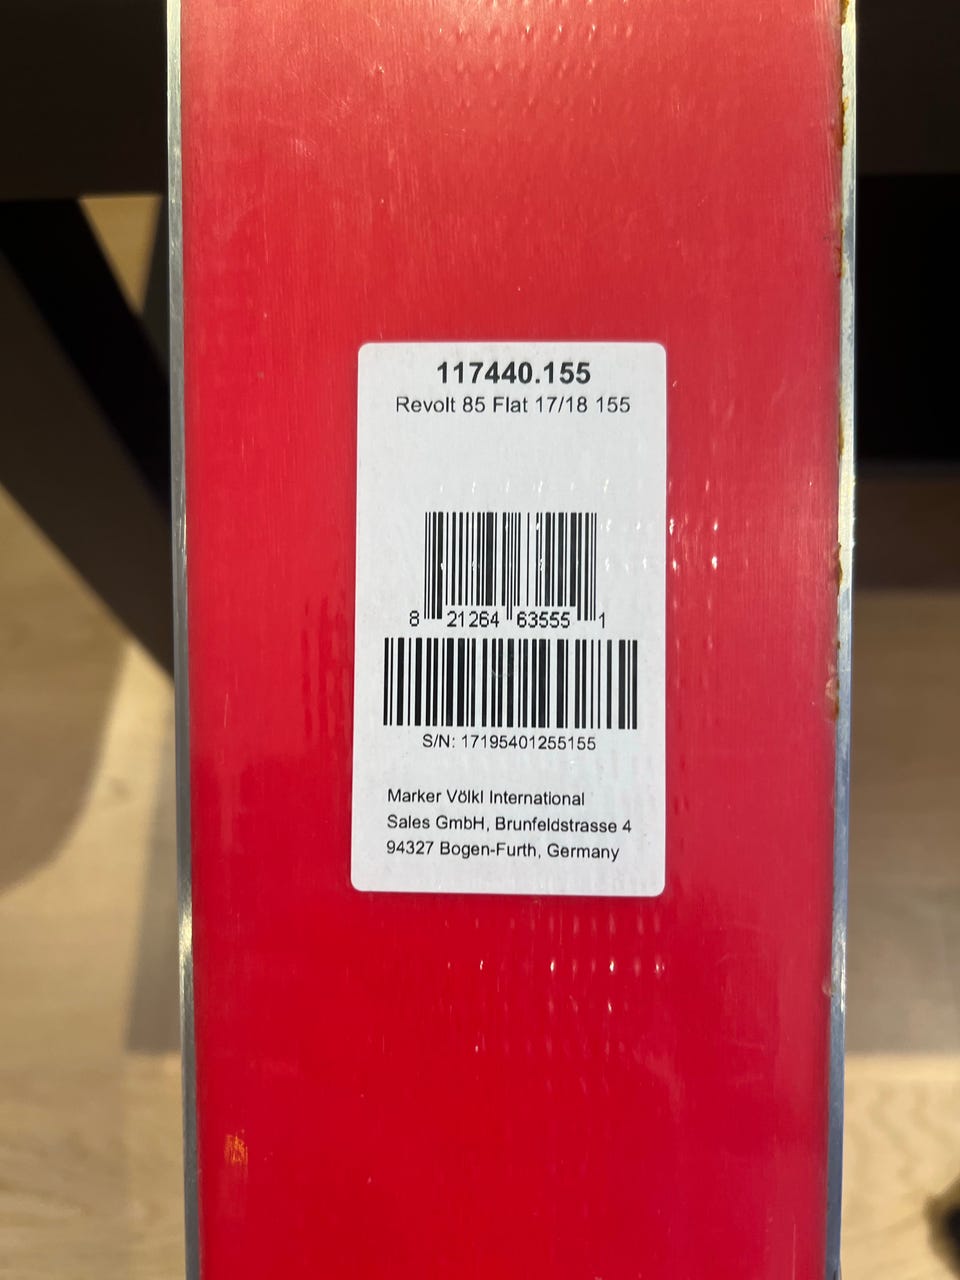 117440.155
Revolt 85 Flat 17/18 155
8 21264 63555 1
S/N: 17195401255155
Marker Völkl International
Sales GmbH, Brunfeldstrasse 4
94327 Bogen-Furth, Germany